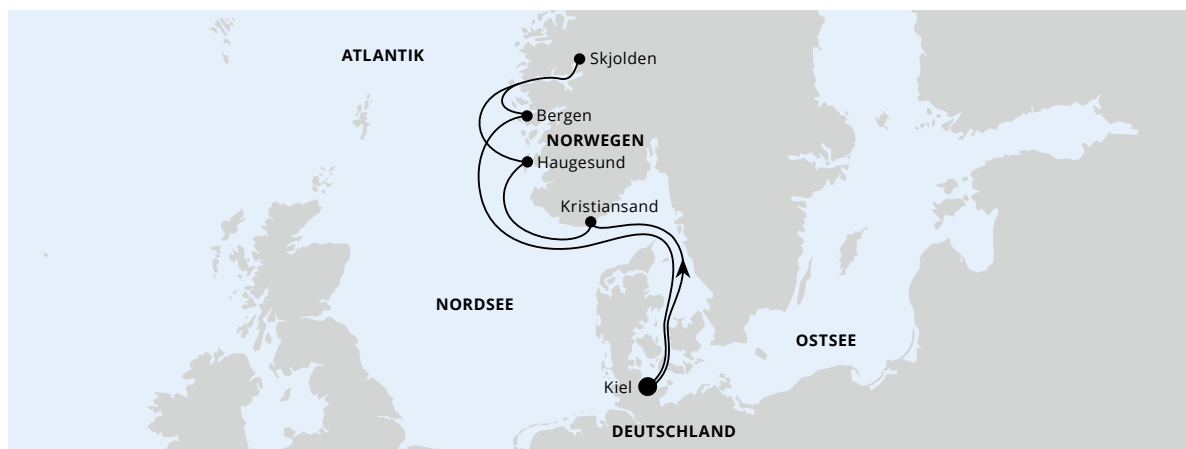 ATLANTIK
Skjolden
Bergen
NORWEGEN
Haugesund
Kristiansand
NORDSEE
OSTSEE
Kiel
DEUTSCHLAND